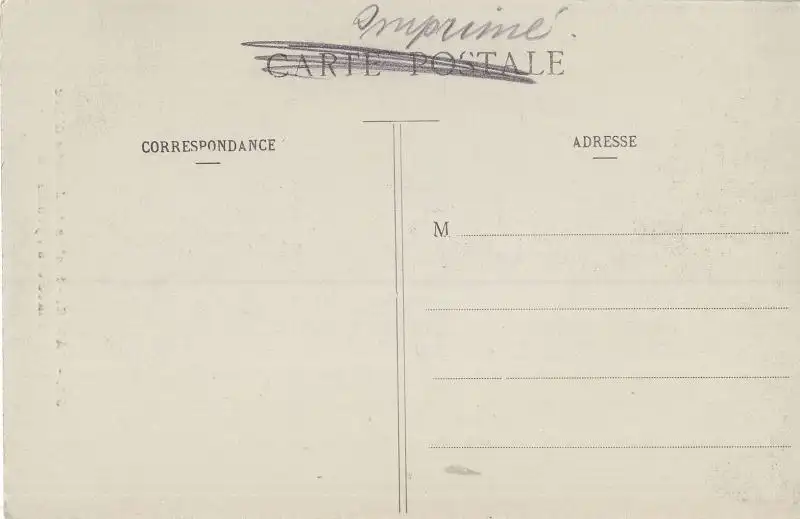 Imprimé.
CARTE POSTALE
CORRESPONDANCE
ADRESSE
M